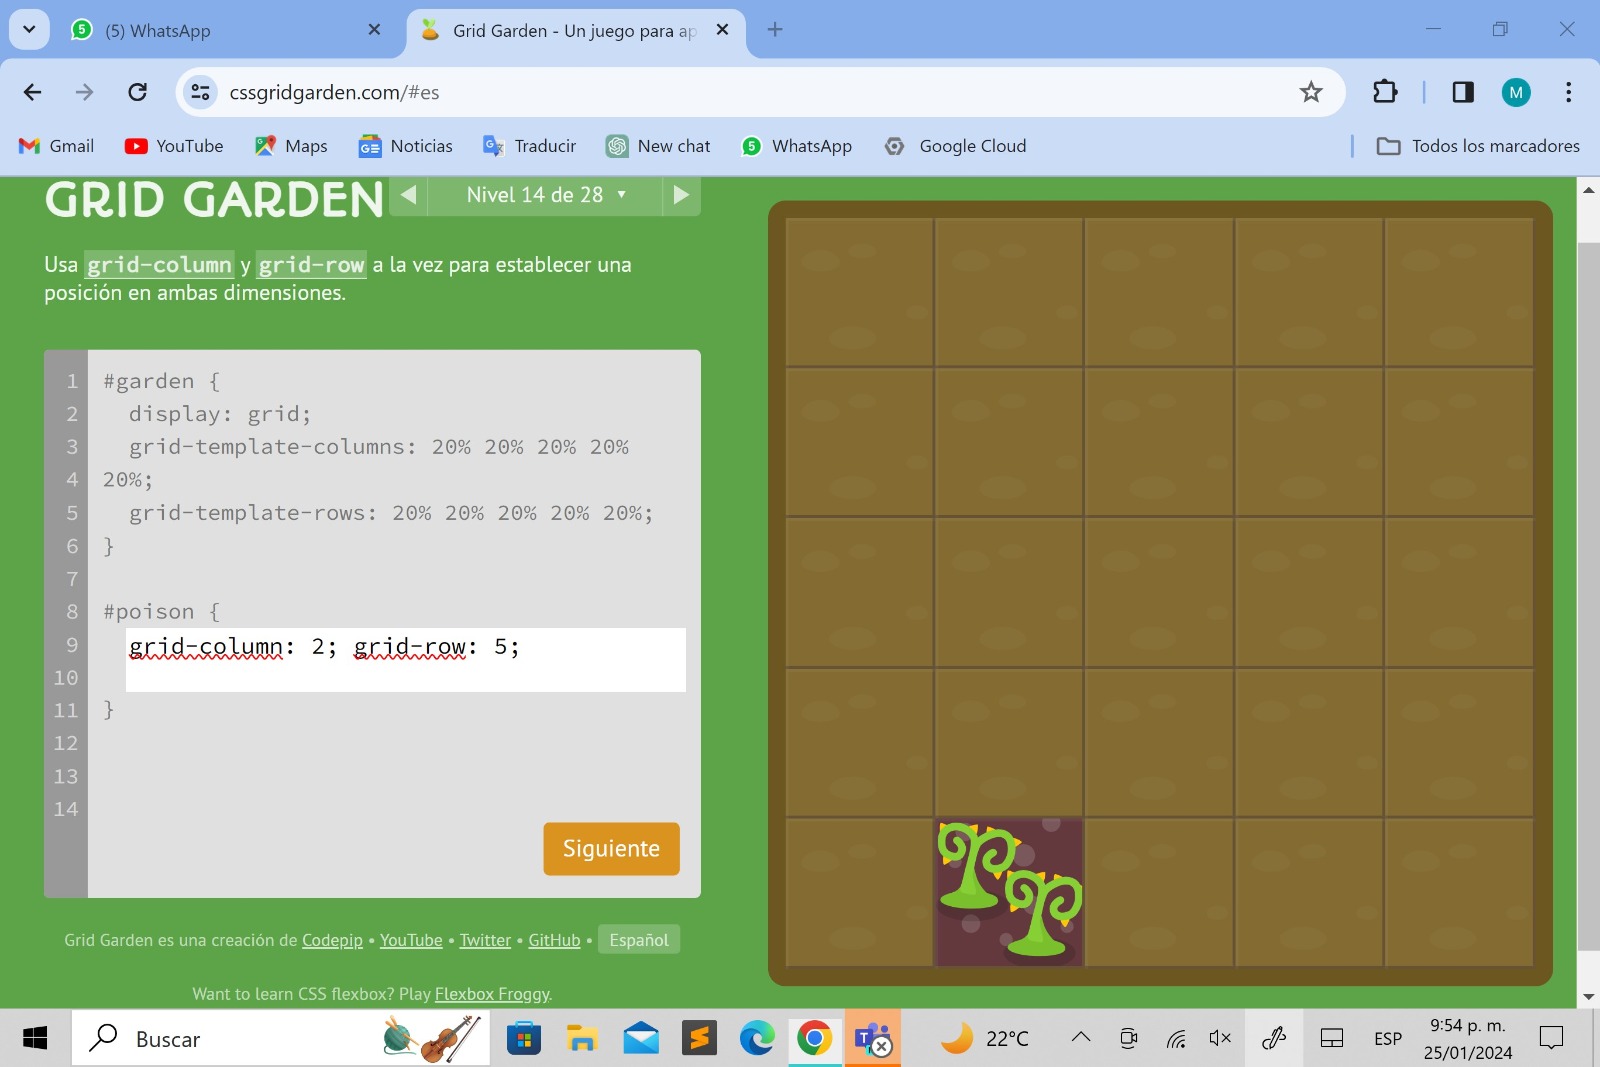 5 (5) WhatsApp
Grid Garden - Un juego para ap
cssgridgarden.com/#es
M
Gmail YouTube Maps Noticias Traducir New chat 5 WhatsApp Google Cloud Todos los marcadores
GRID GARDEN
Nivel 14 de 28
Usa grid-column y grid-row a la vez para establecer una
posición en ambas dimensiones.
1 #garden {
2 display: grid;
3 grid-template-columns: 20% 20% 20% 20%
4 20%;
5 grid-template-rows: 20% 20% 20% 20% 20%;
6 }
7
8 #poison {
9 grid-column: 2; grid-row: 5;
10
11 }
12
13
14
Siguiente
Grid Garden es una creación de Codepip • YouTube • Twitter • GitHub • Español
Want to learn CSS flexbox? Play Flexbox Froggy.
Buscar
22°C
ESP
9:54 p. m.
25/01/2024